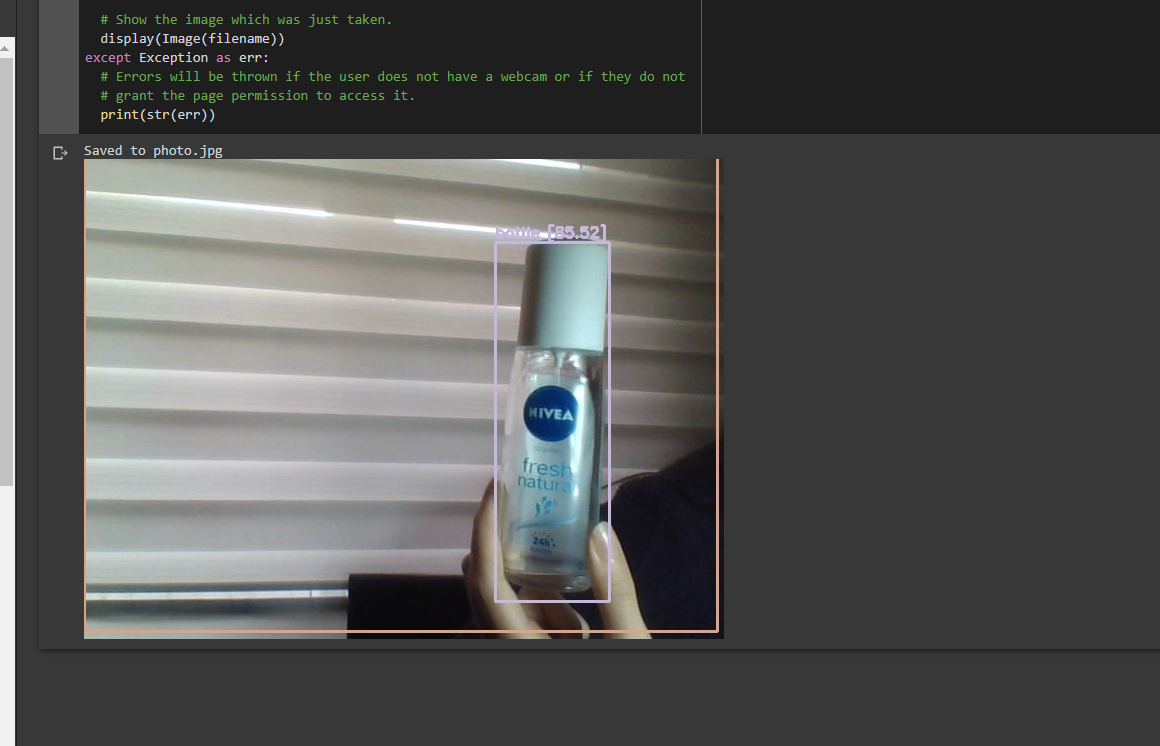 # Show the image which was just taken.
display(Image(filename))
except Exception as err:
# Errors will be thrown if the user does not have a webcam or if they do not
# grant the page permission to access it.
print(str(err))
Saved to photo.jpg
bottle [85.52]
NIVEA
fresh
natural
24h